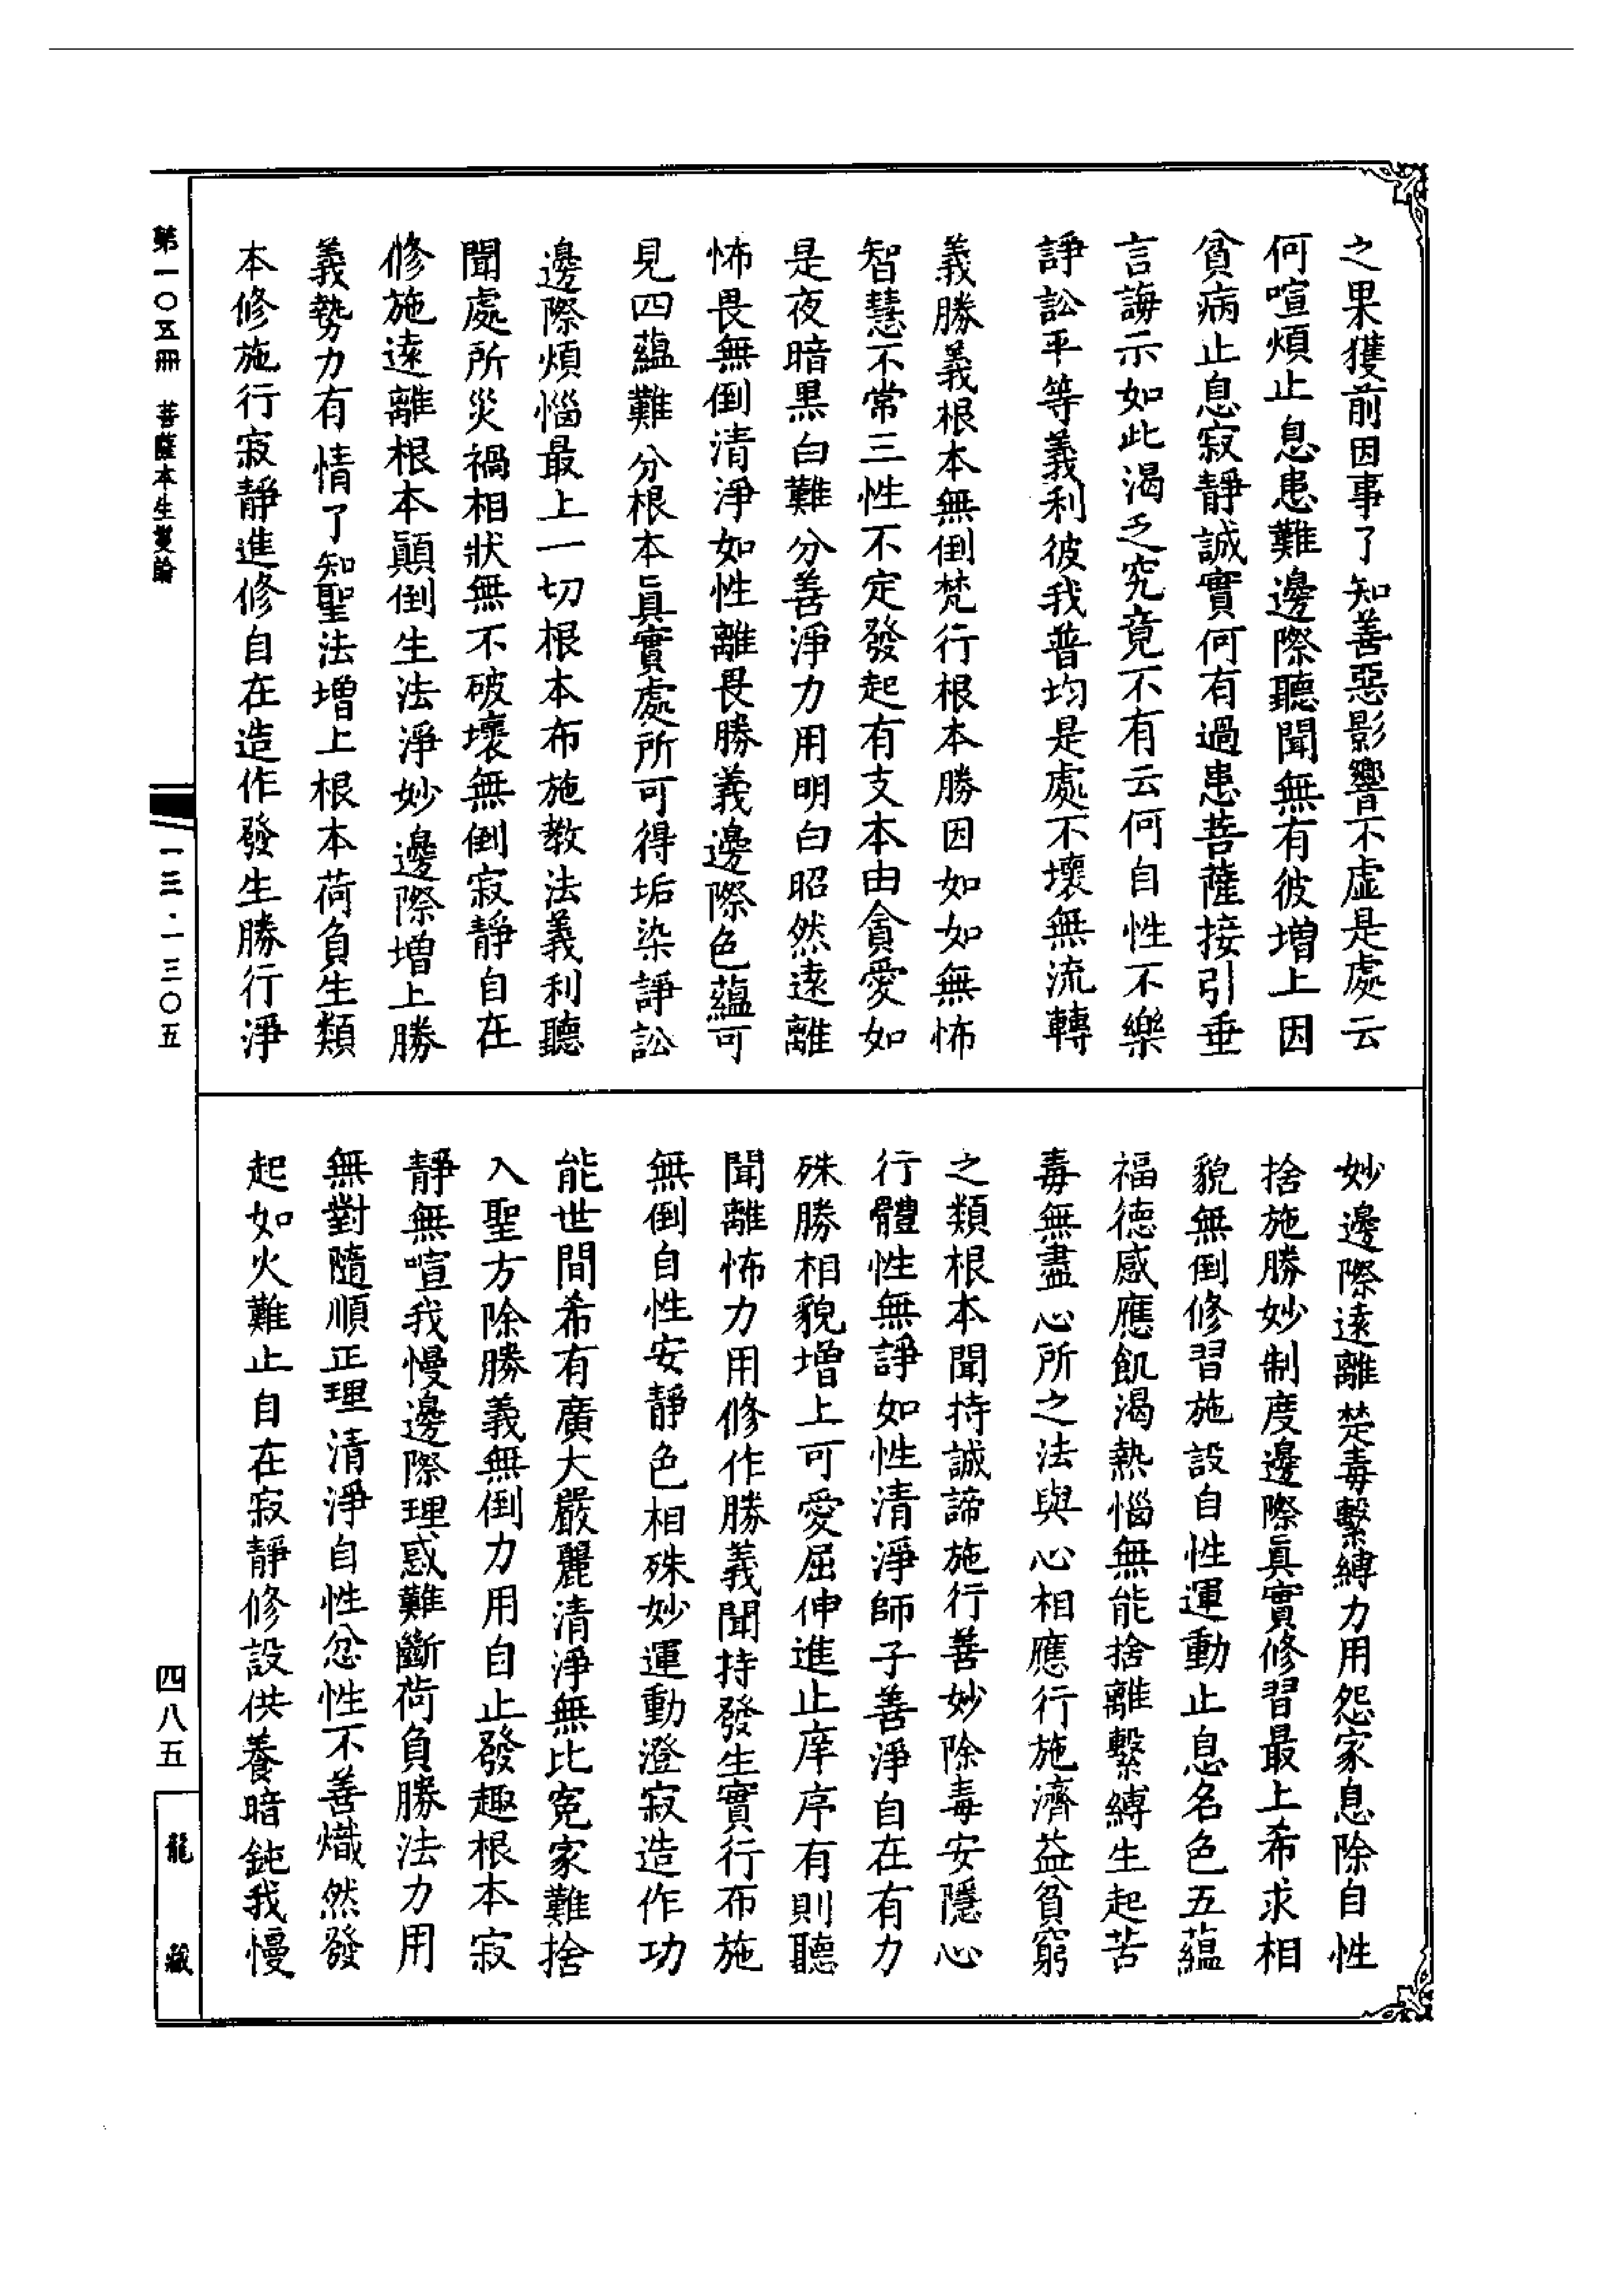 之果獲前因事了知善惡影響不虛是處云
何喧煩止息患難邊際聽聞無有彼增上因
貧病止息寂靜誠實何有過患菩薩接引垂
言誨示如此渴乏究竟不有云何自性不樂
諍訟平等義利彼我普均是處不壞無流轉
義勝義根本無倒梵行根本勝因如如無怖
智慧不常三性不定發起有支本由貪愛如
是夜暗黑白難分善淨力用明白昭然遠離
怖畏無倒清淨如性離畏勝義邊際色蘊可
見四蘊難分根本眞實處所可得垢染諍訟
邊際煩惱最上一切根本布施教法義利聽
聞處所災禍相狀無不破壞無倒寂靜自在
修施遠離根本顛倒生法淨妙邊際增上勝
義勢力有情了知聖法增上根本荷負生類
本修施行寂靜進修自在造作發生勝行淨
妙邊際遠離楚毒繫縛力用怨家息除自性
捨施勝妙制度邊際眞實修習最上希求相
貌無倒修習施設自性運動止息名色五蘊
福德感應飢渴熱惱無能捨離繫縛生起苦
毒無盡心所之法與心相應行施濟益貧窮
之類根本聞持誠諦施行善妙除毒安隱心
行體性無諍如性清淨師子善淨自在有力
殊勝相貌增上可愛屈伸進止庠序有則聽
聞離怖力用修作勝義聞持發生實行布施
無倒自性安靜色相殊妙運動澄寂造作功
能世間希有廣大嚴麗清淨無比寃家難捨
入聖方除勝義無倒力用自止發趣根本寂
靜無喧我慢邊際理惑難斷荷負勝法力用
無對隨順正理清淨自性忿性不善熾然發
起如火難止自在寂靜修設供養暗鈍我慢
第一〇五冊 菩薩本生鬘論
一三·一三〇五
四八五
龍藏